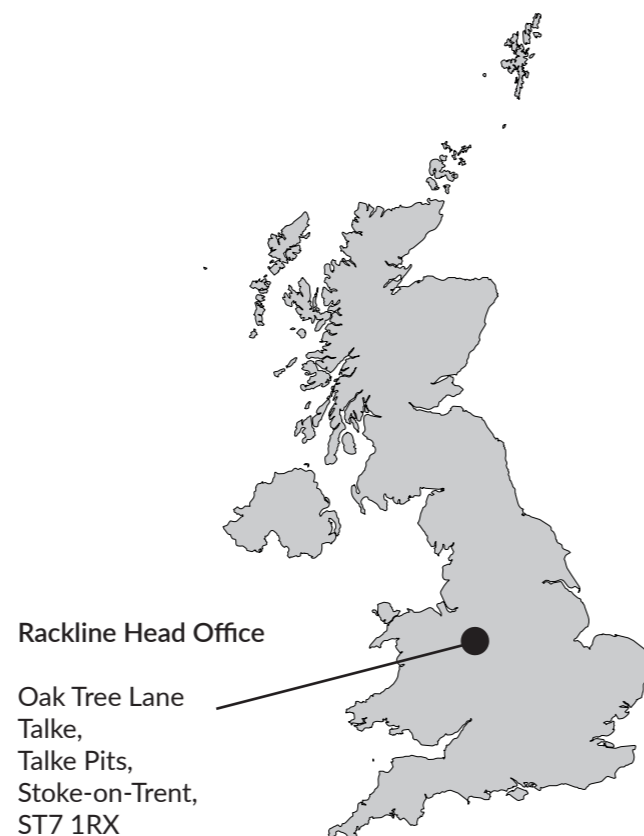 Rackline Head Office
Oak Tree Lane
Talke,
Talke Pits,
Stoke-on-Trent,
ST7 1RX